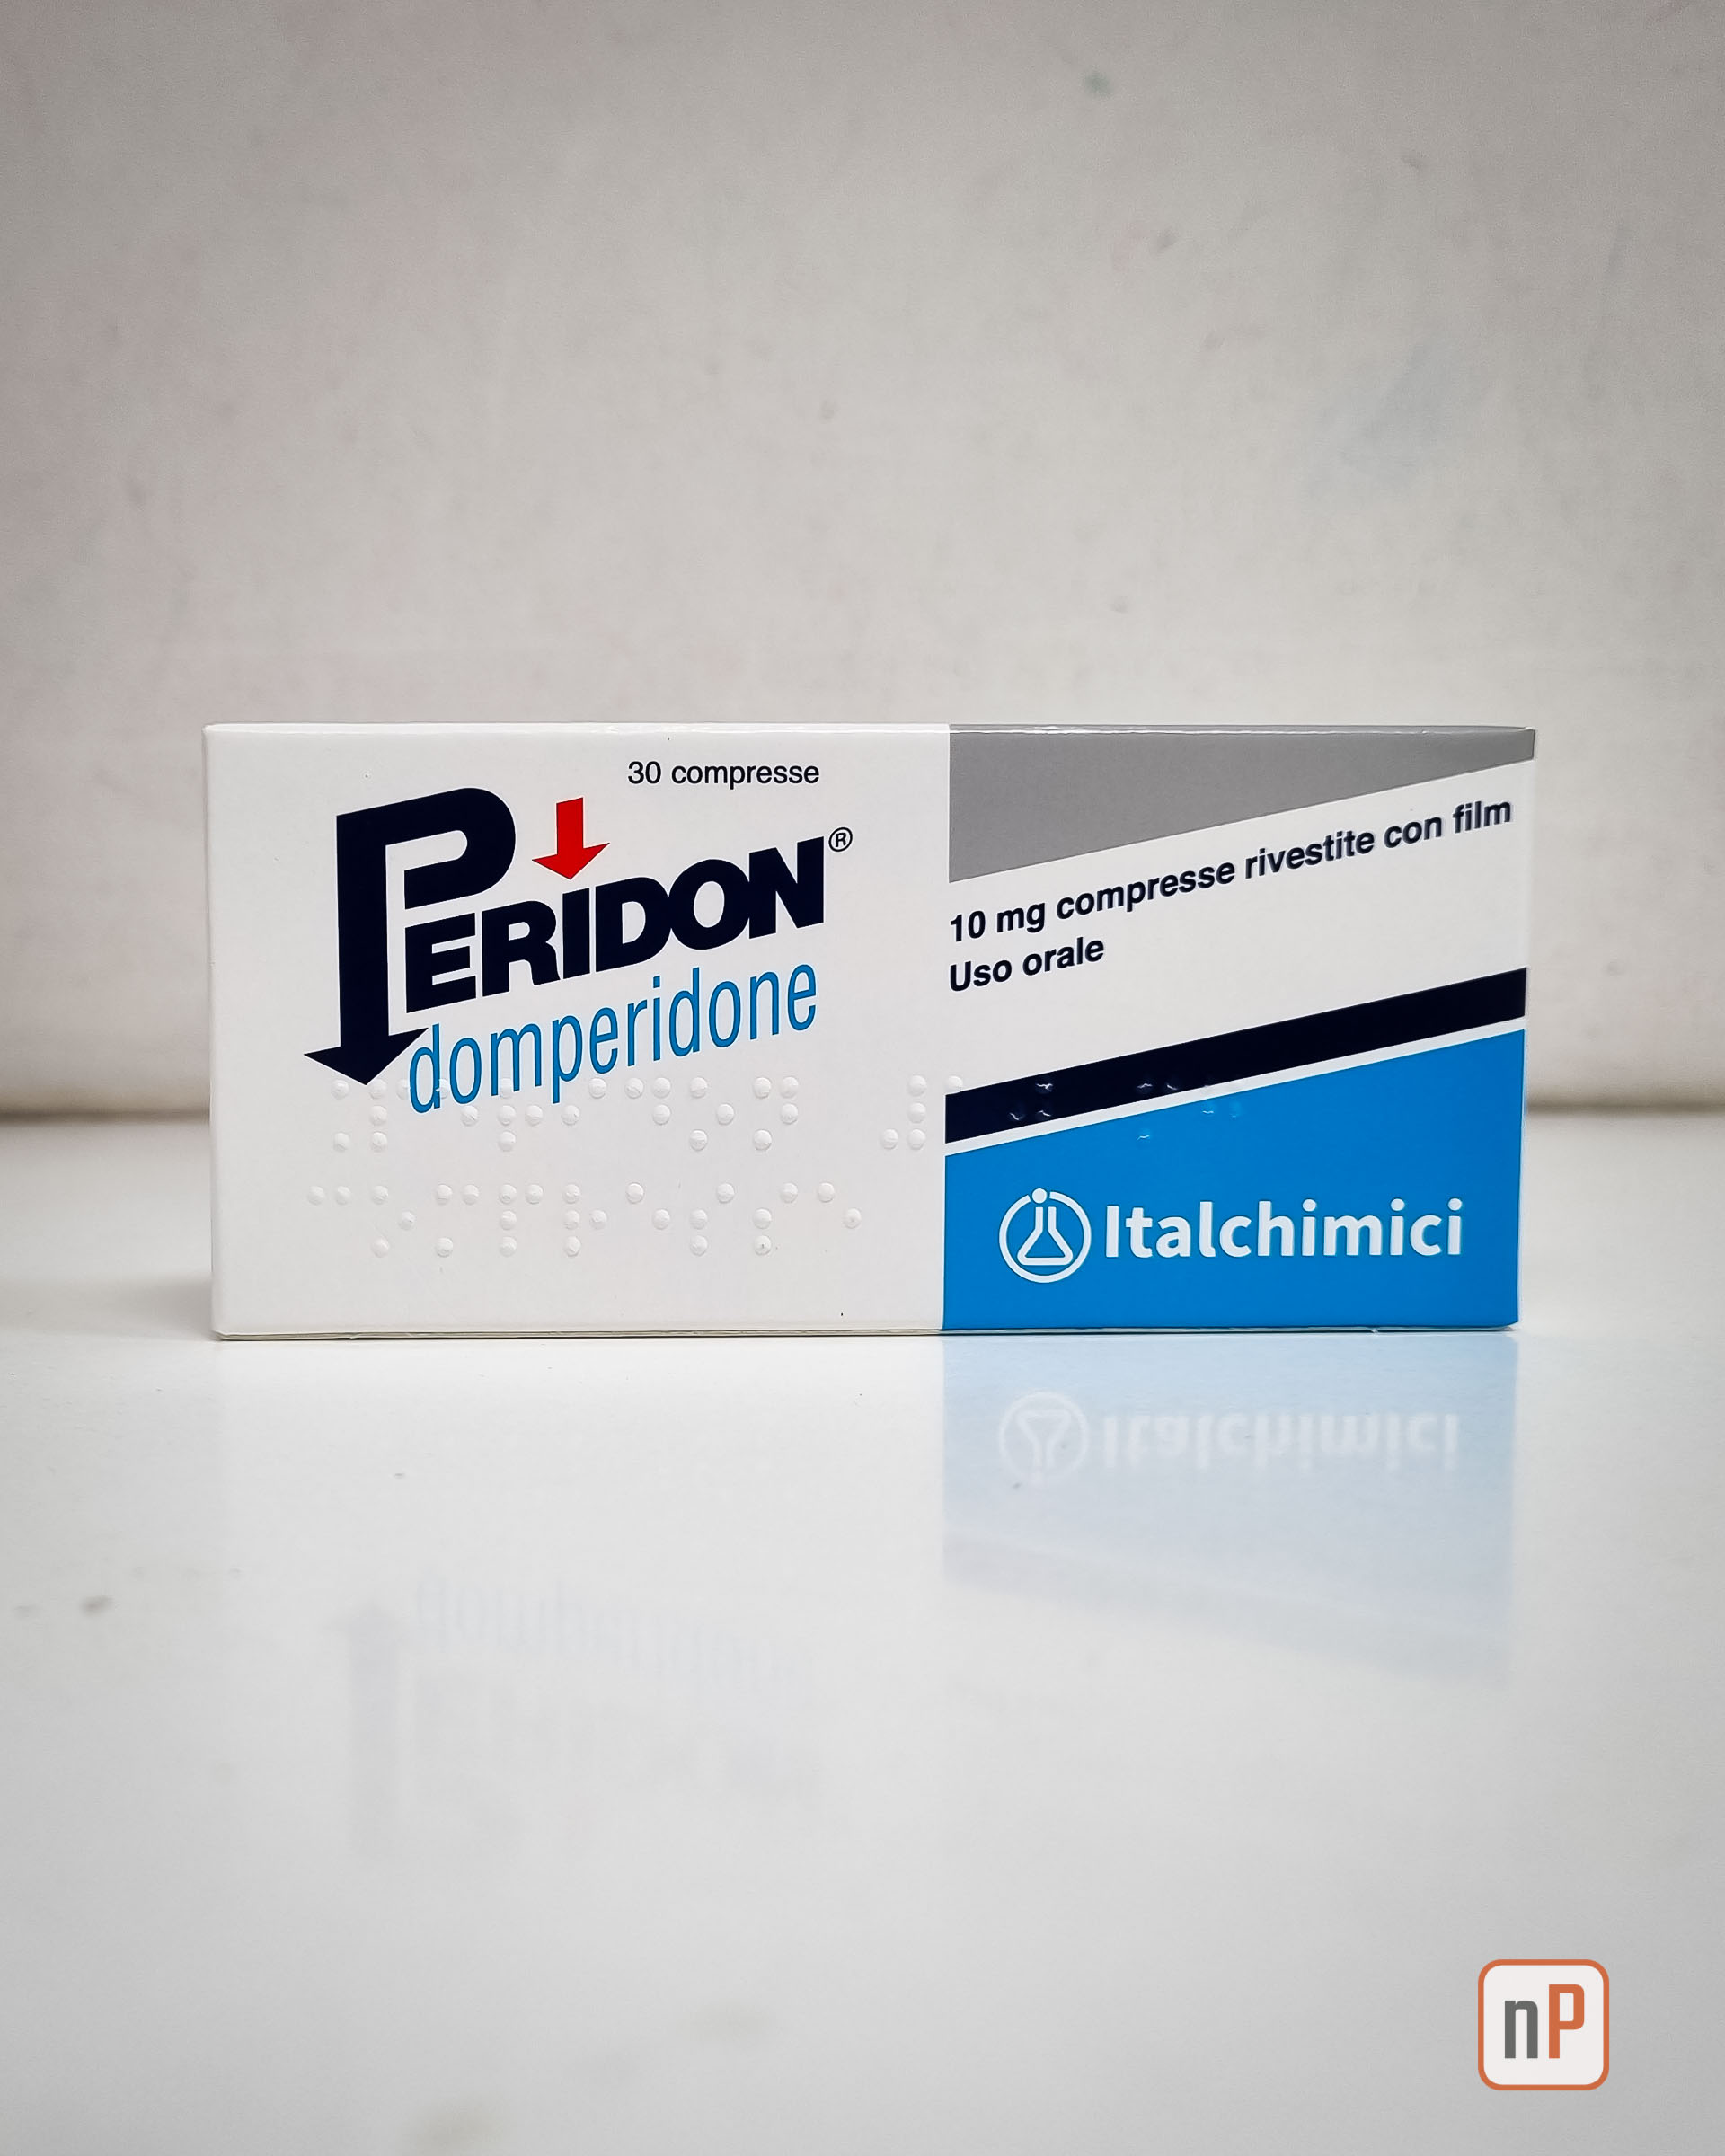 30 compresse
PERIDON®
domperidone
10 mg compresse rivestite con film
Uso orale
Italchimici
nP